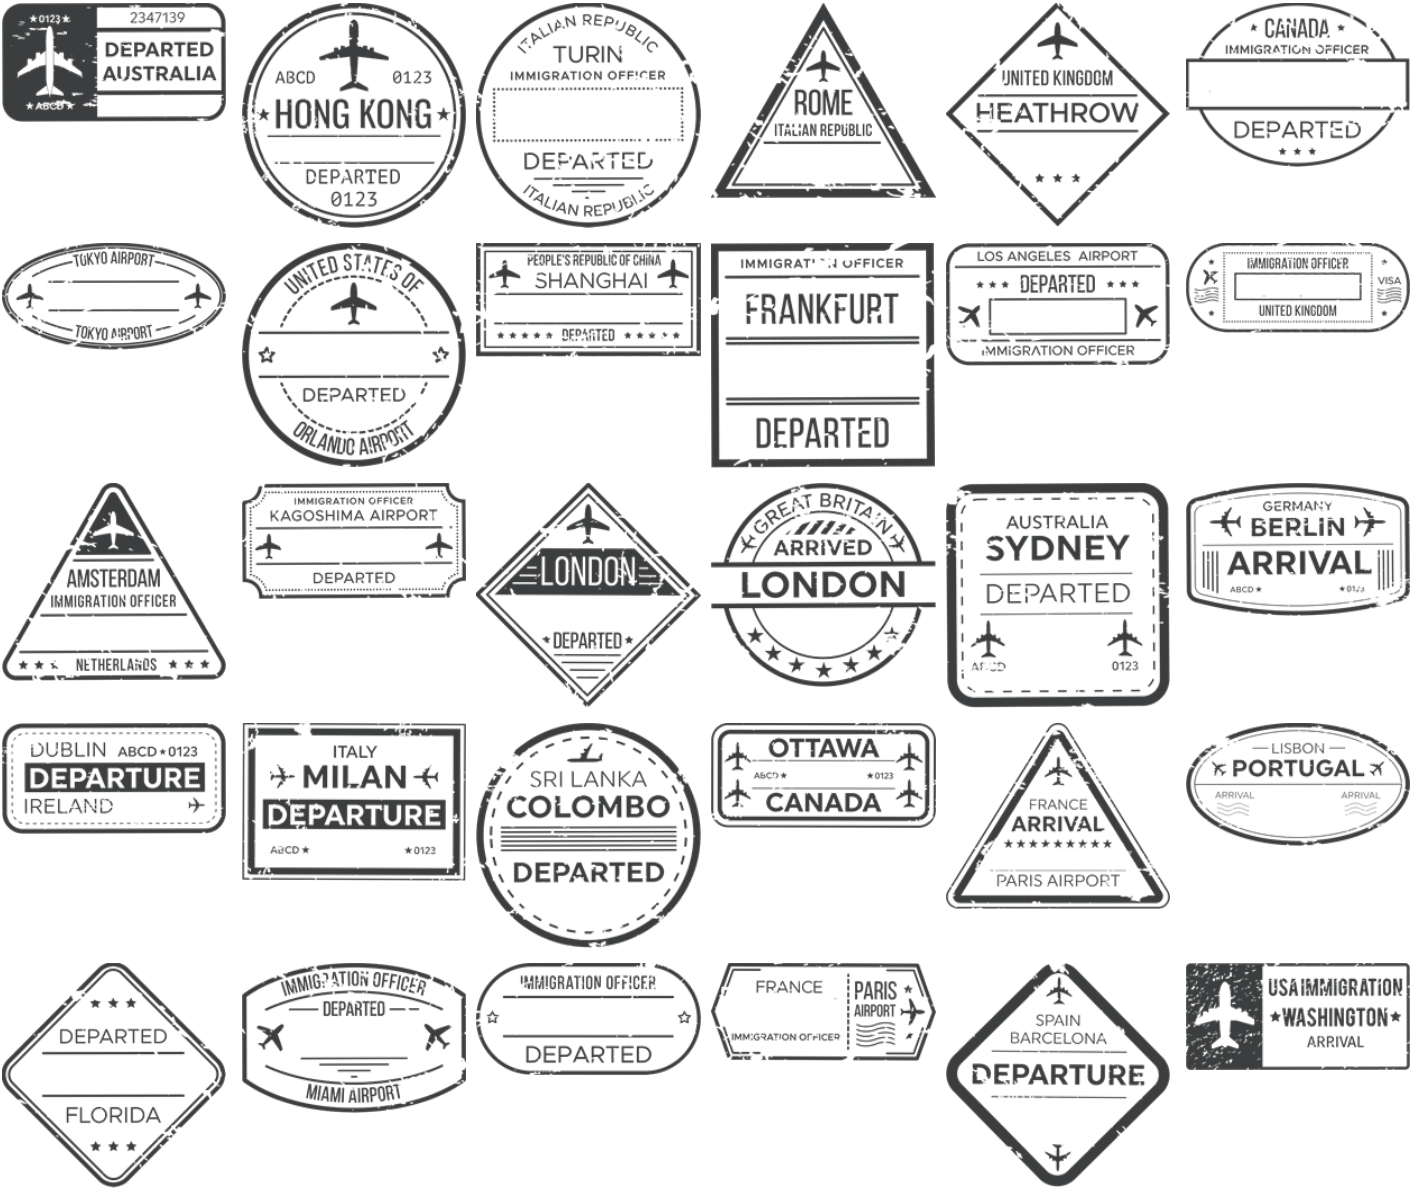 ★0123★
2347139
DEPARTED
AUSTRALIA
★ABCD★
ABCD 0123
★HONG KONG★
DEPARTED
0123
ITALIAN REPUBLIC
TURIN
IMMIGRATION OFFICER
DEPARTED
ITALIAN REPUBLIC
ROME
ITALIAN REPUBLIC
UNITED KINGDOM
HEATHROW
★ ★ ★
★ CANADA ★
IMMIGRATION OFFICER
DEPARTED
★ ★ ★
TOKYO AIRPORT
TOKYO AIRPORT
UNITED STATES OF
DEPARTED
ORLANDO AIRPORT
PEOPLE'S REPUBLIC OF CHINA
SHANGHAI
★ ★ ★ ★ ★ DEPARTED ★ ★ ★ ★ ★
IMMIGRATION OFFICER
FRANKFURT
DEPARTED
LOS ANGELES AIRPORT
★ ★ ★ DEPARTED ★ ★ ★
IMMIGRATION OFFICER
IMMIGRATION OFFICER
VISA
UNITED KINGDOM
AMSTERDAM
IMMIGRATION OFFICER
★ ★ ★ NETHERLANDS ★ ★ ★
IMMIGRATION OFFICER
KAGOSHIMA AIRPORT
DEPARTED
LONDON
★DEPARTED★
GREAT BRITAIN
ARRIVED
LONDON
AUSTRALIA
SYDNEY
DEPARTED
ABCD 0123
GERMANY
BERLIN
ARRIVAL
ABCD★ ★0123
DUBLIN ABCD★0123
DEPARTURE
IRELAND
ITALY
MILAN
DEPARTURE
ABCD★ ★0123
SRI LANKA
COLOMBO
DEPARTED
OTTAWA
ABCD★ ★0123
CANADA
FRANCE
ARRIVAL
★★★★★★★★★
PARIS AIRPORT
— LISBON —
PORTUGAL
ARRIVAL ARRIVAL
★ ★ ★
DEPARTED
FLORIDA
★ ★ ★
IMMIGRATION OFFICER
— DEPARTED —
MIAMI AIRPORT
IMMIGRATION OFFICER
DEPARTED
FRANCE
IMMIGRATION OFFICER
PARIS
AIRPORT
SPAIN
BARCELONA
DEPARTURE
USA IMMIGRATION
★WASHINGTON★
ARRIVAL